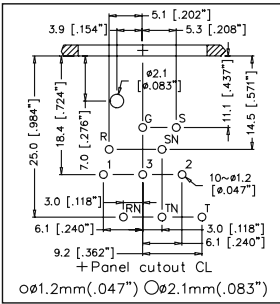 5.1 [.202"]
3.9 [.154"]
5.3 [.208"]
ø2.1
[ø.083"]
11.1 [.437"]
14.5 [.571"]
25.0 [.984"]
18.4 [.724"]
7.0 [.276"]
G
S
R
SN
1
3
2
10~ø1.2
[ø.047"]
3.0 [.118"]
RN
TN
T
6.1 [.240"]
3.0 [.118"]
6.1 [.240"]
9.2 [.362"]
+Panel cutout CL
oø1.2mm(.047") Oø2.1mm(.083")